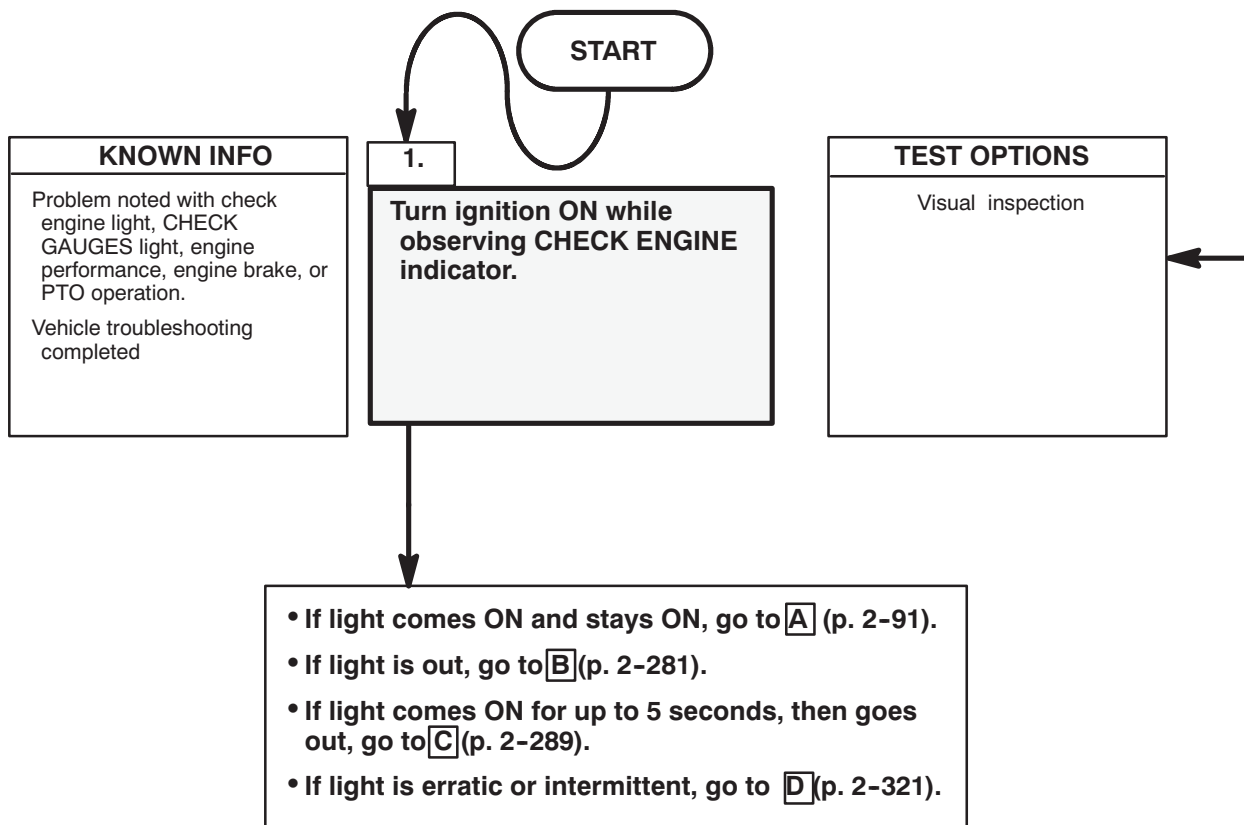 START
KNOWN INFO
Problem noted with check
engine light, CHECK
GAUGES light, engine
performance, engine brake, or
PTO operation.
Vehicle troubleshooting
completed
1.
Turn ignition ON while
observing CHECK ENGINE
indicator.
TEST OPTIONS
Visual inspection
• If light comes ON and stays ON, go to A (p. 2-91).
• If light is out, go to B (p. 2-281).
• If light comes ON for up to 5 seconds, then goes
out, go to C (p. 2-289).
• If light is erratic or intermittent, go to D (p. 2-321).